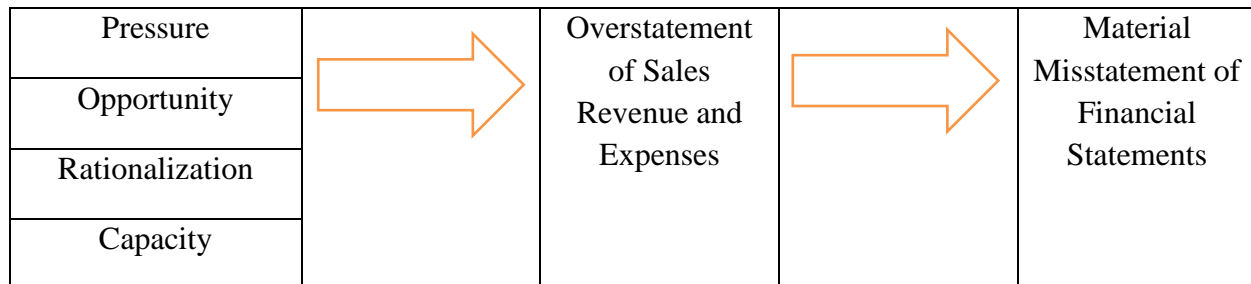 Pressure
Opportunity
Rationalization
Capacity
Overstatement
of Sales
Revenue and
Expenses
Material
Misstatement of
Financial
Statements